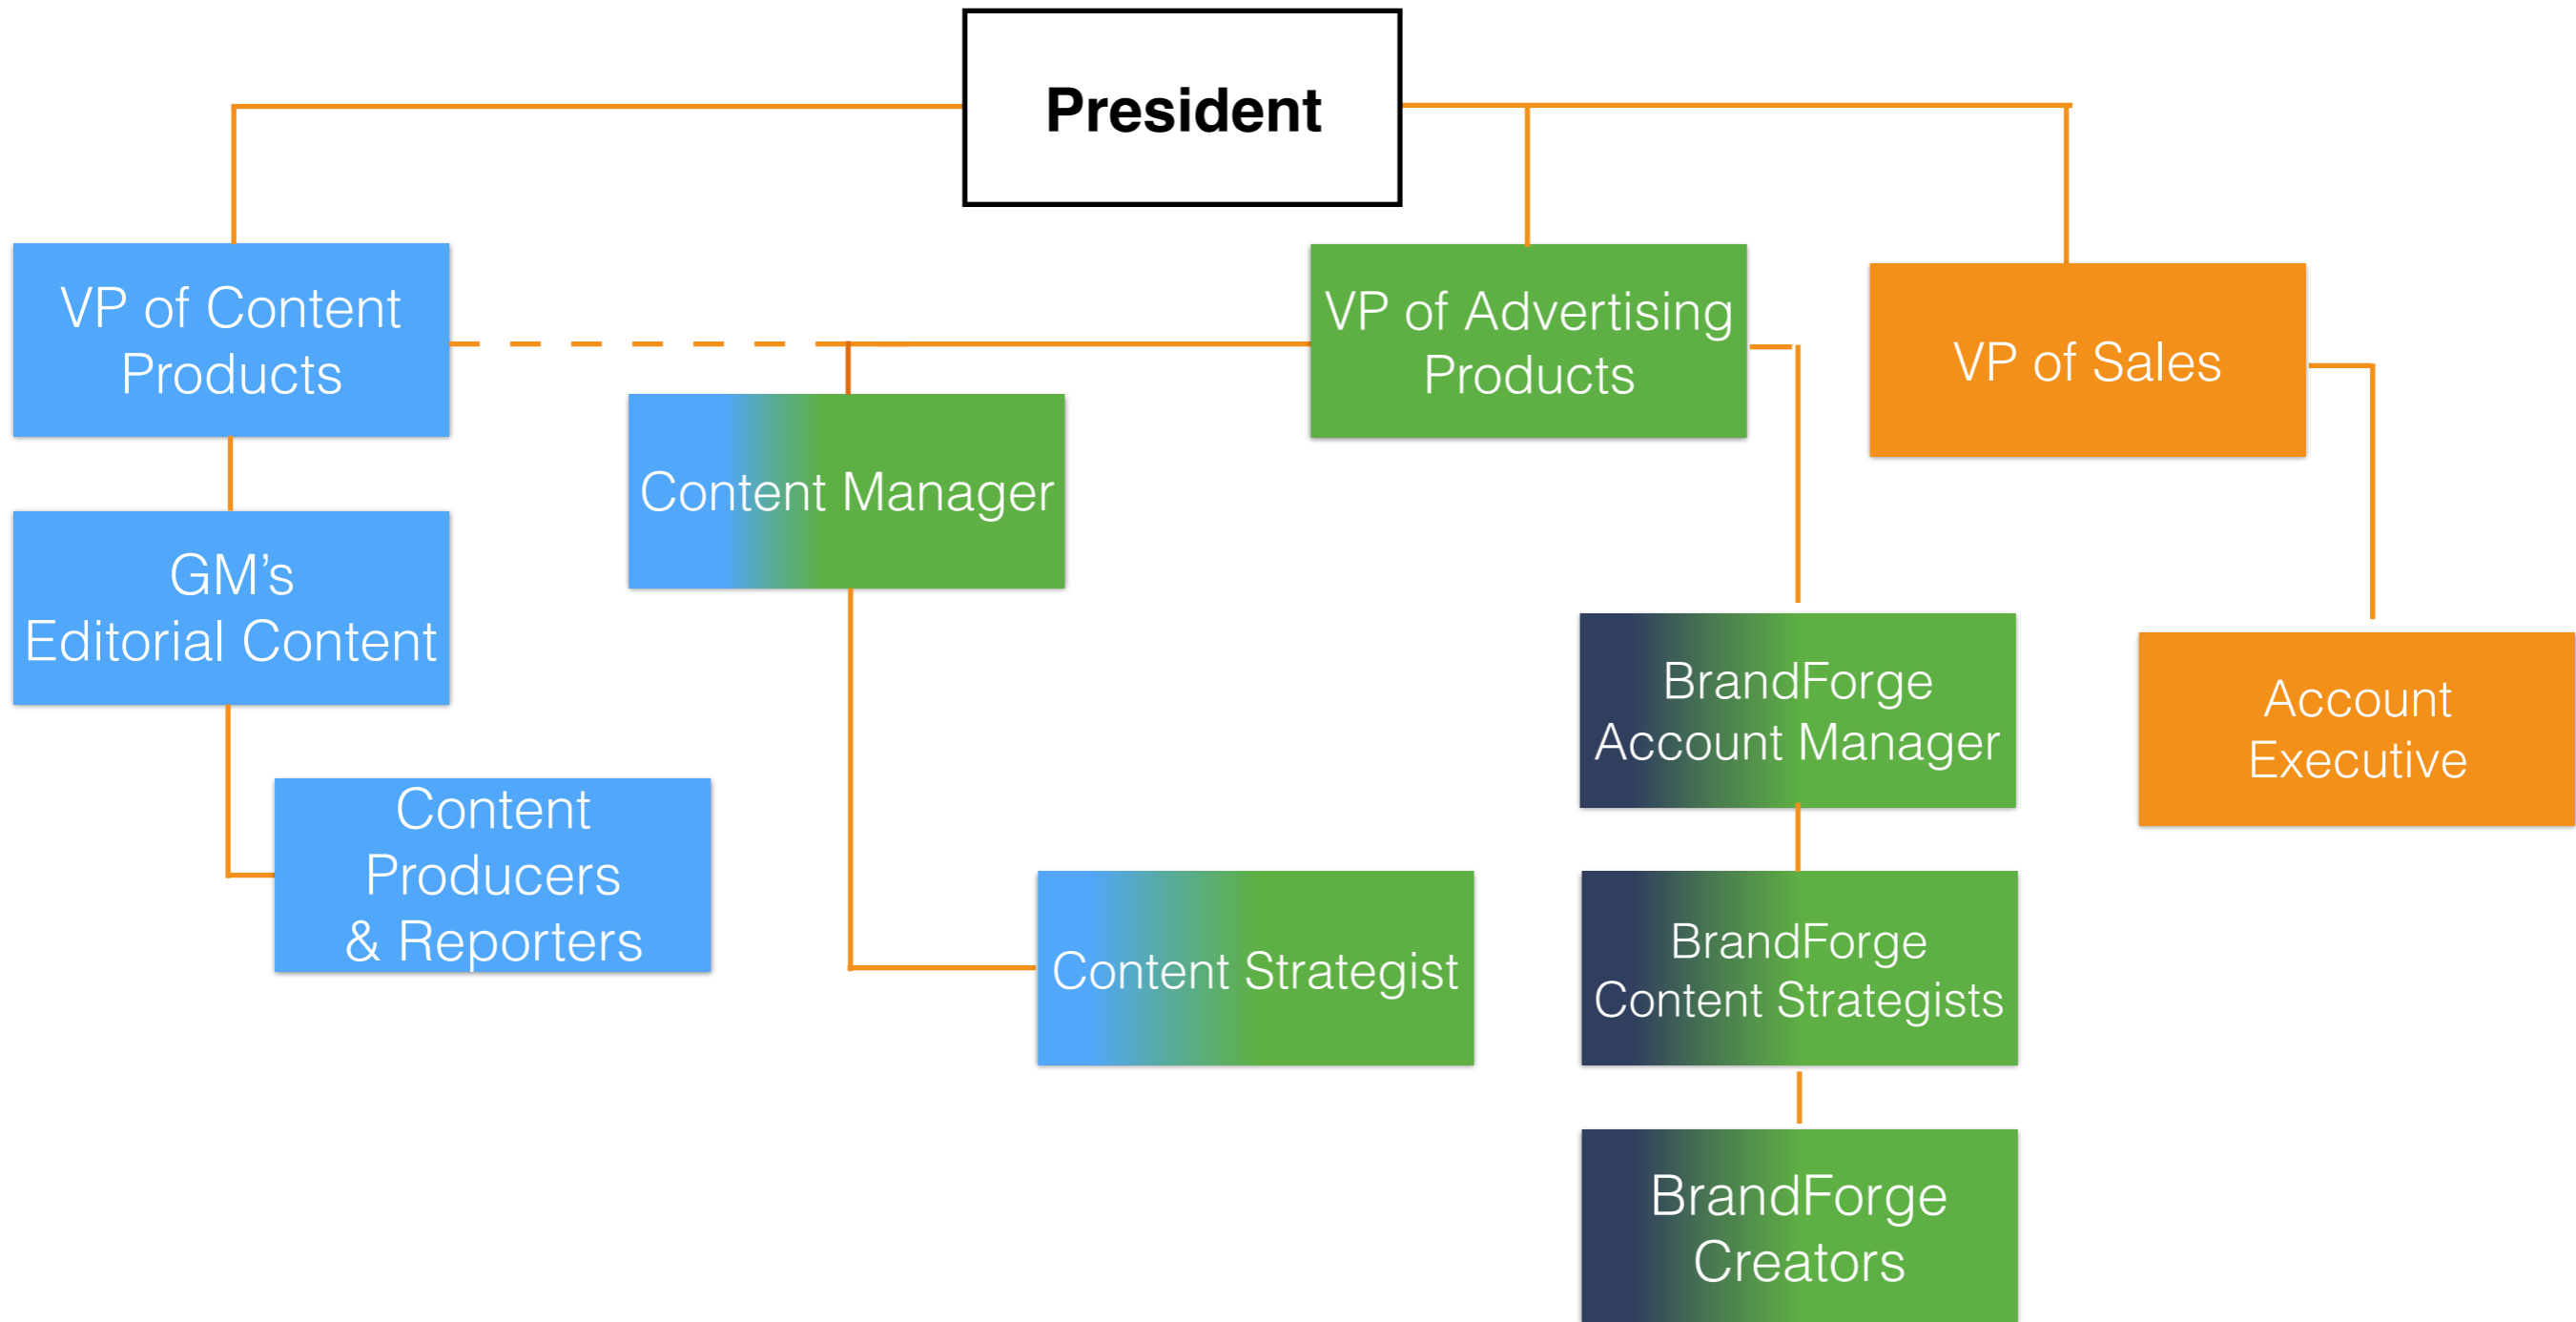 President
VP of Content
Products
VP of Advertising
Products
VP of Sales
Content Manager
GM’s
Editorial Content
BrandForge
Account Manager
Account
Executive
Content
Producers
& Reporters
Content Strategist
BrandForge
Content Strategists
BrandForge
Creators